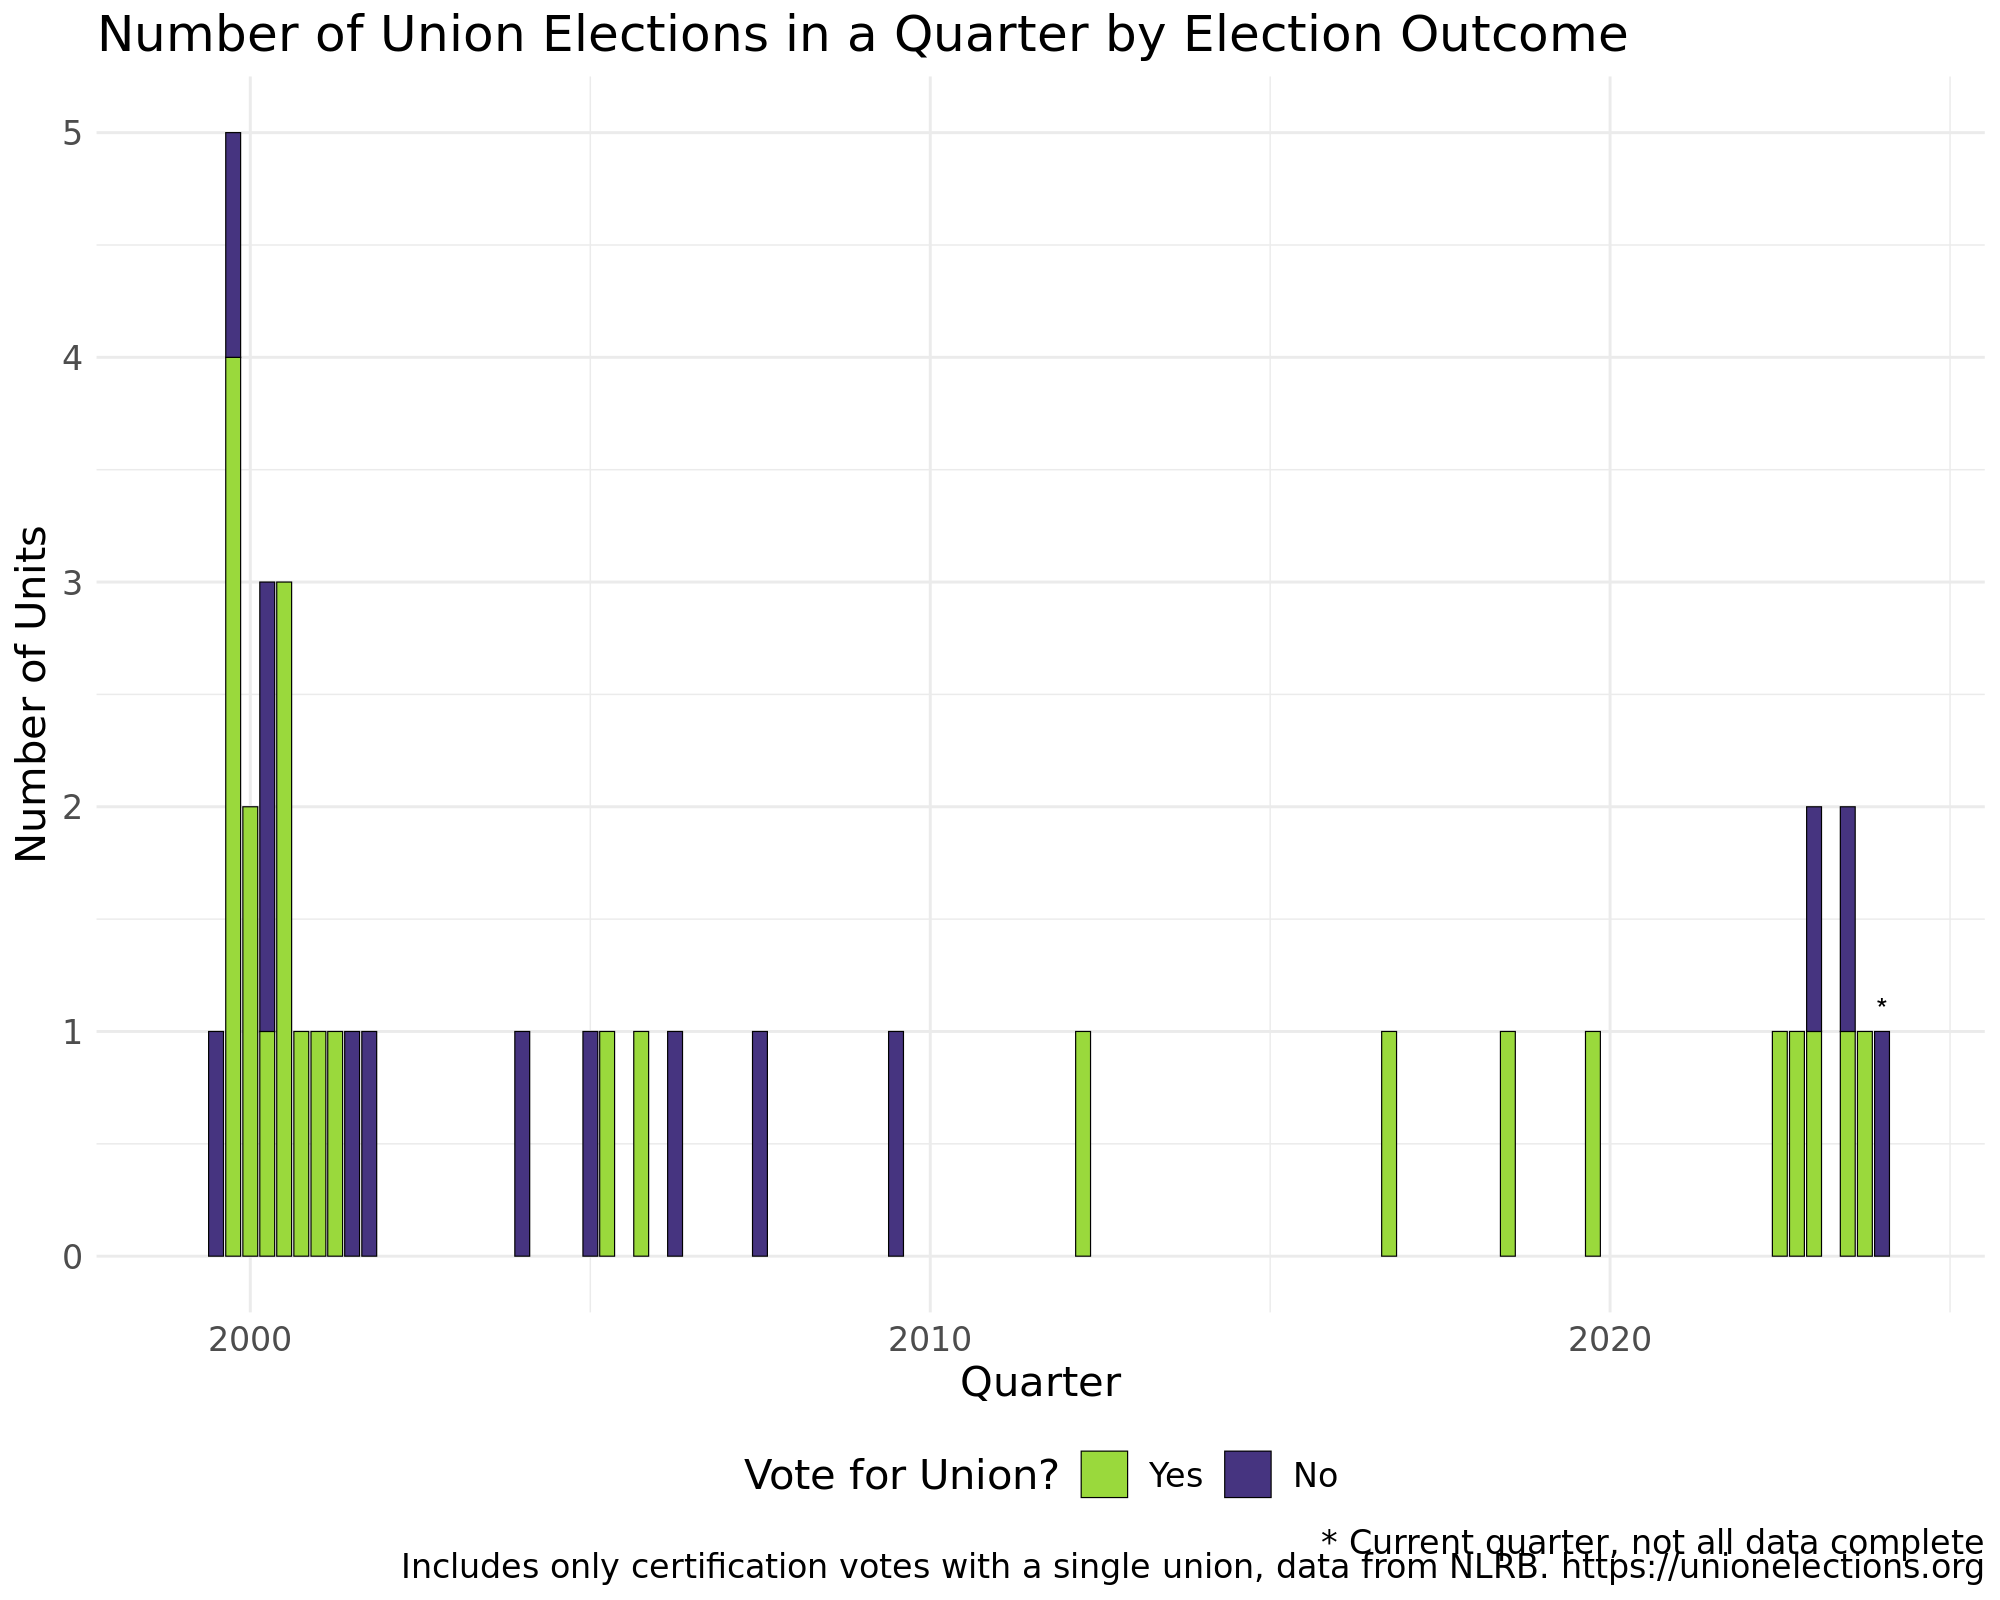 Number of Union Elections in a Quarter by Election Outcome
Number of Units
5
4
3
2
1
0
*
2000 2010 2020
Quarter
Vote for Union? Yes No
* Current quarter, not all data complete
Includes only certification votes with a single union, data from NLRB. https://unionelections.org